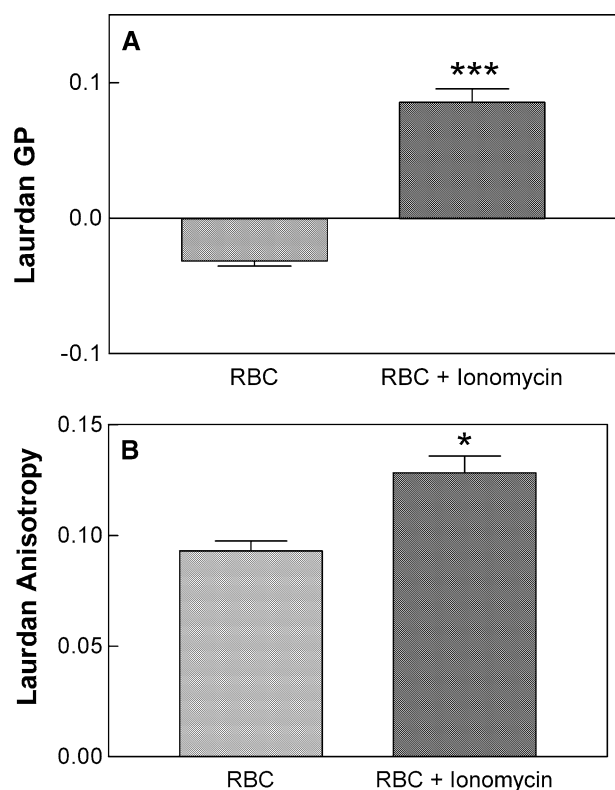 A
***
0.1
0.0
-0.1
Laurdan GP
RBC
RBC + Ionomycin
0.15
B
*
0.10
0.05
0.00
Laurdan Anisotropy
RBC
RBC + Ionomycin